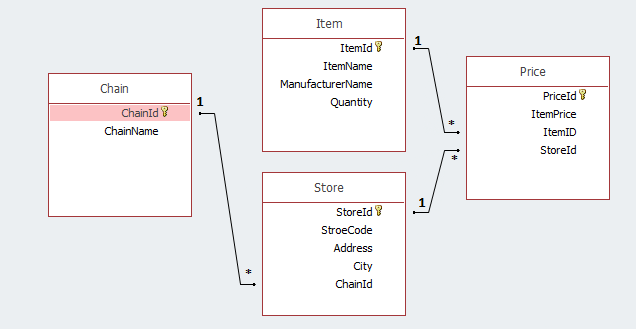 Chain
ChainId
ChainName
1
*
Item
ItemId
ItemName
ManufacturerName
Quantity
1
*
Store
StoreId
StroeCode
Address
City
ChainId
1
*
Price
PriceId
ItemPrice
ItemID
StoreId